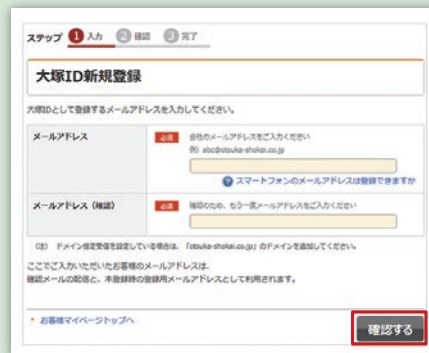 ステップ 1 入力 2 確認 3 完了
大塚ID新規登録
大塚IDとして登録するメールアドレスを入力してください。
メールアドレス 必須 会社のメールアドレスをご入力ください
例) abc@otsuka-shokai.co.jp
? スマートフォンのメールアドレスは登録できますか
メールアドレス（確認） 必須 確認のため、もう一度メールアドレスをご入力ください
(注) ドメイン指定受信を設定している場合は、「otsuka-shokai.co.jp」のドメインを追加してください。
ここでご入力いただいたお客様のメールアドレスは、
確認メールの配信と、本登録時の登録用メールアドレスとして利用されます。
お客様マイページトップへ
確認する